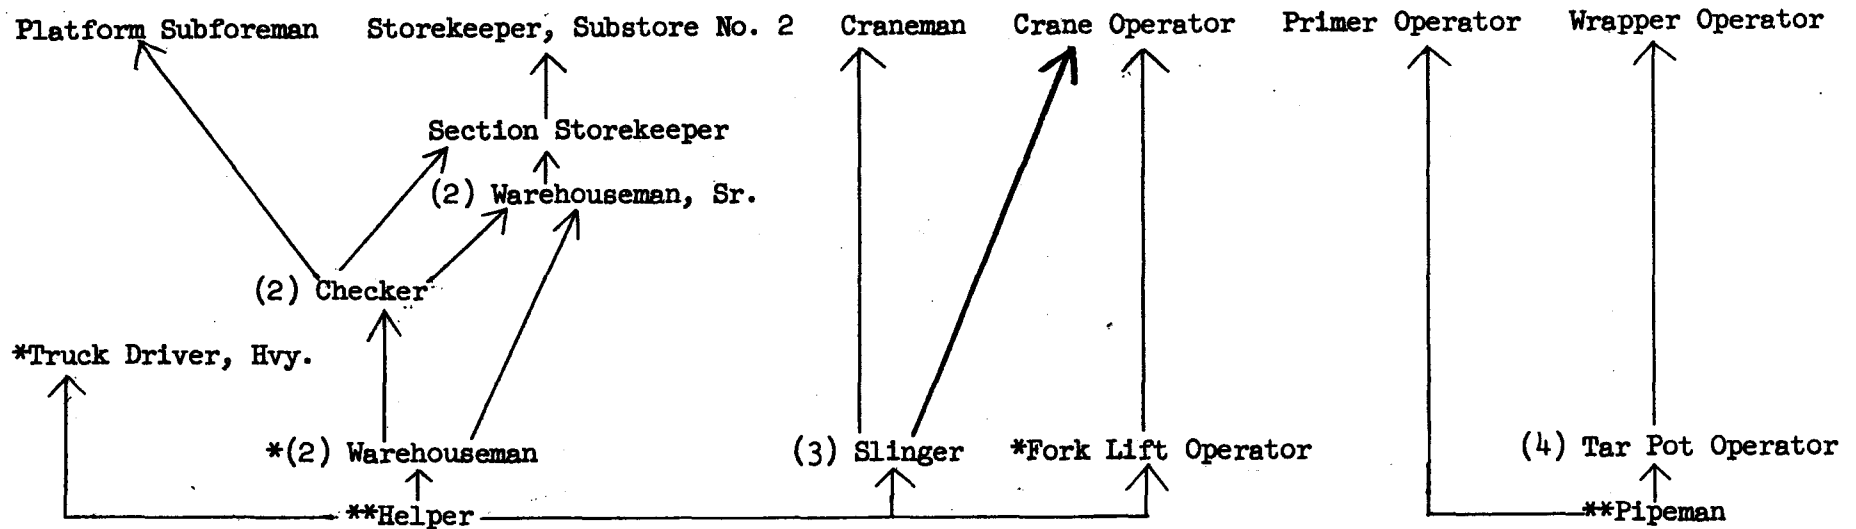 Platform Subforeman Storekeeper, Substore No. 2 Craneman Crane Operator Primer Operator Wrapper Operator
Section Storekeeper
(2) Warehouseman, Sr.
(2) Checker
*Truck Driver, Hvy.
*(2) Warehouseman (3) Slinger *Fork Lift Operator (4) Tar Pot Operator
**Helper **Pipeman